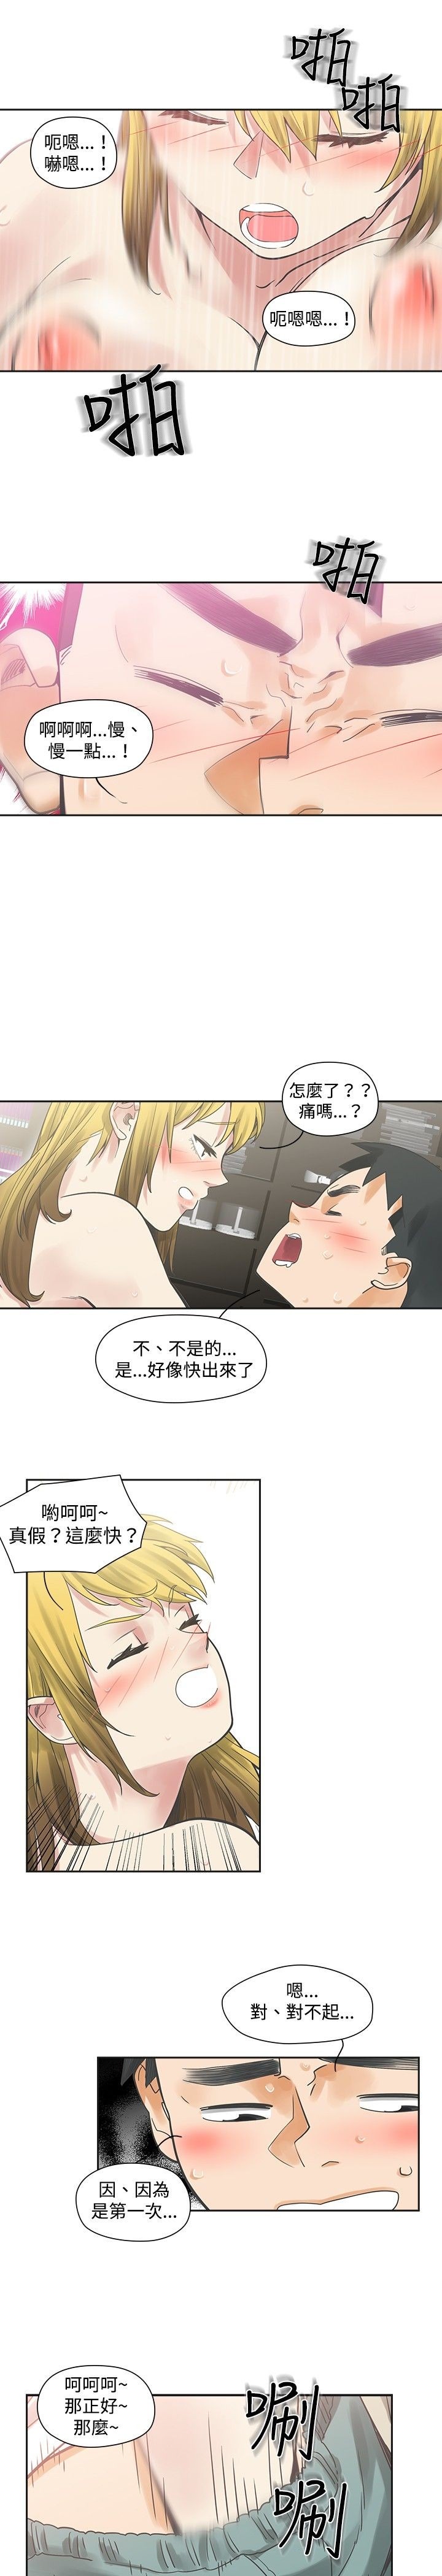 啪
啪
呃嗯...！
嚇嗯...！
呃嗯嗯...！
啪
啪
啊啊啊...慢、
慢一點...！
怎麼了？？
痛嗎...？
不、不是的...
是...好像快出來了
喲呵呵~
真假？這麼快？
嗯...
對、對不起...
因、因為
是第一次...
呵呵呵~
那正好~
那麼~
唰
唰